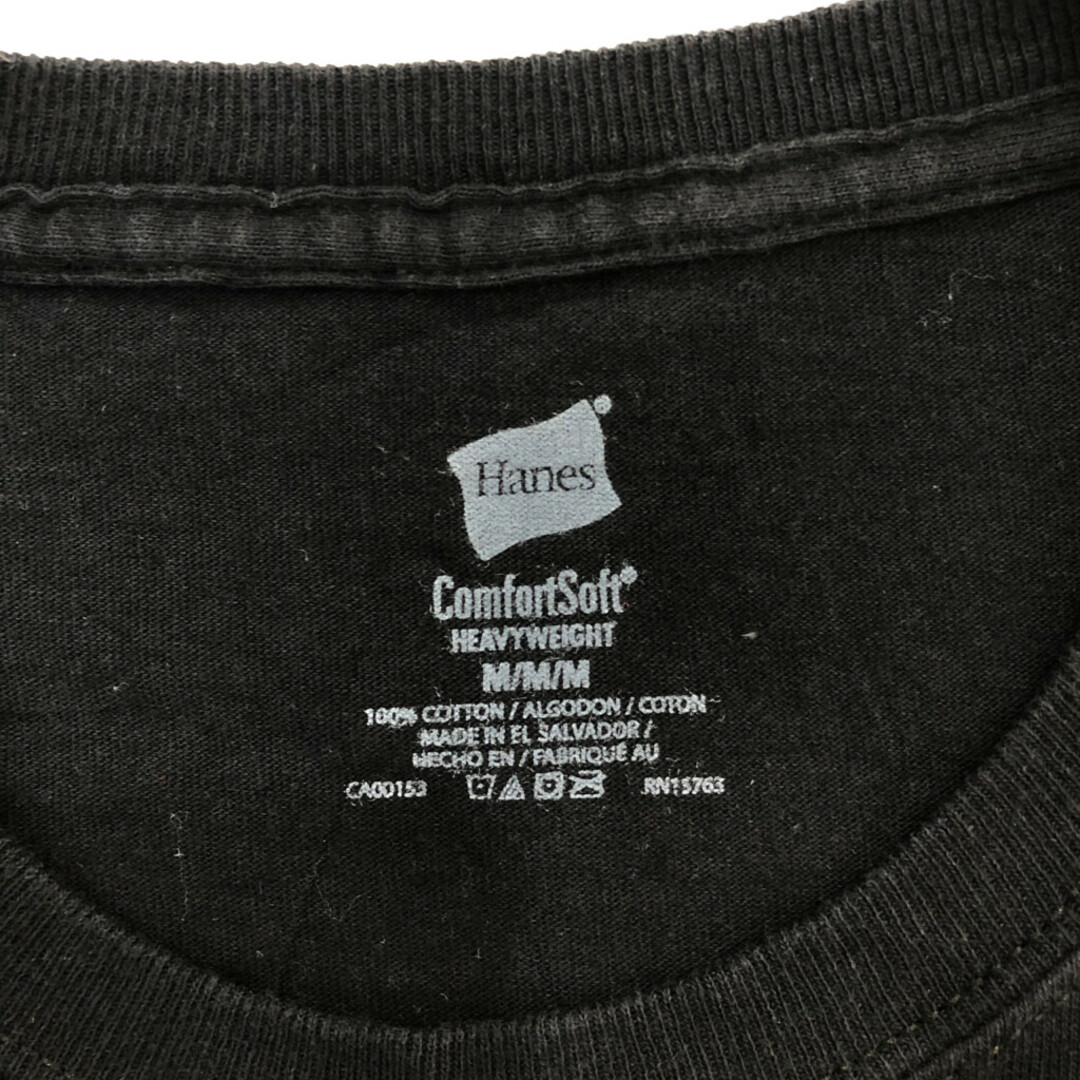 Hanes
ComfortSoft®
HEAVYWEIGHT
M/M/M
100% COTTON / ALGODON / COTON
MADE IN EL SALVADOR /
HECHO EN / FABRIQUÉ AU
CA00153 RN15763